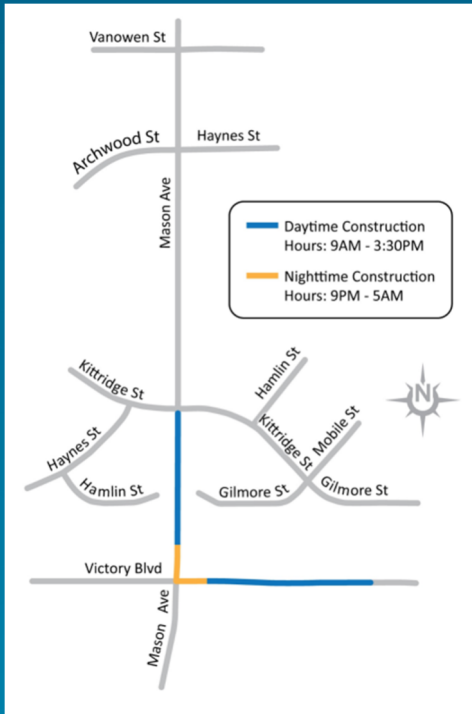 Vanowen St
Archwood St
Haynes St
Mason Ave
Daytime Construction
Hours: 9AM - 3:30PM
Nighttime Construction
Hours: 9PM - 5AM
Kittridge St
Hamlin St
Kittridge St
Mobile St
N
Haynes St
Hamlin St
Gilmore St
Gilmore St
Victory Blvd
Mason Ave